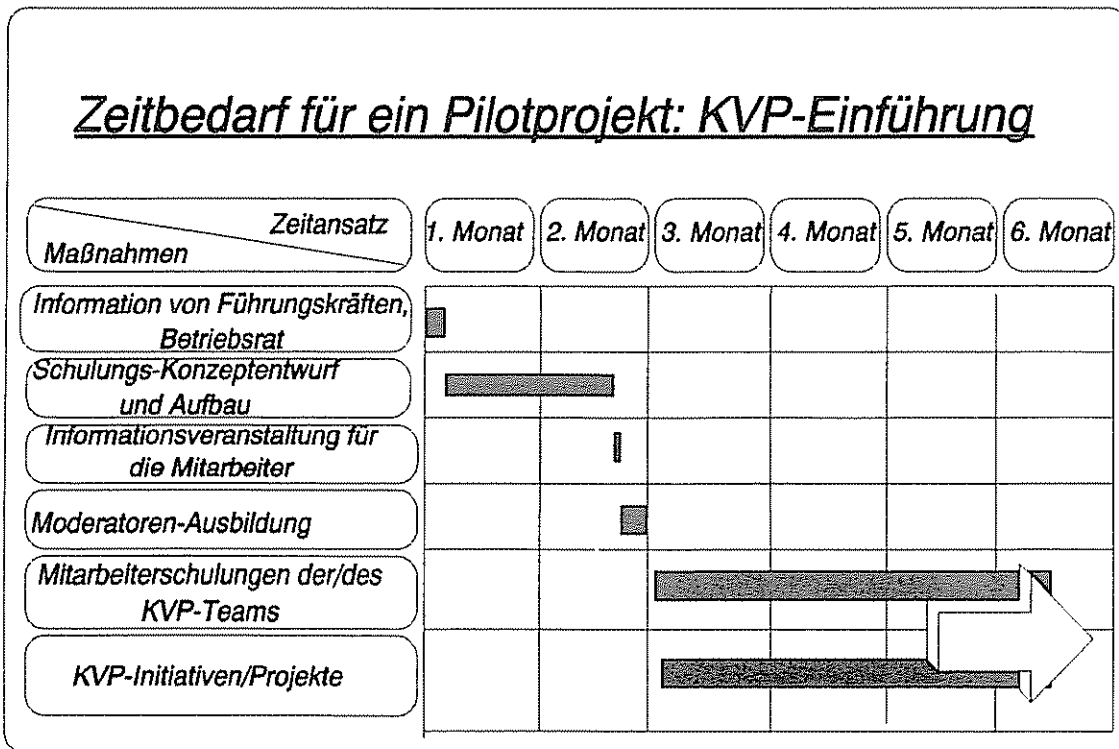 Zeitbedarf für ein Pilotprojekt: KVP-Einführung
Zeitansatz
Maßnahmen
1. Monat
2. Monat
3. Monat
4. Monat
5. Monat
6. Monat
Information von Führungskräften,
Betriebsrat
Schulungs-Konzeptentwurf
und Aufbau
Informationsveranstaltung für
die Mitarbeiter
Moderatoren-Ausbildung
Mitarbeiterschulungen der/des
KVP-Teams
KVP-Initiativen/Projekte